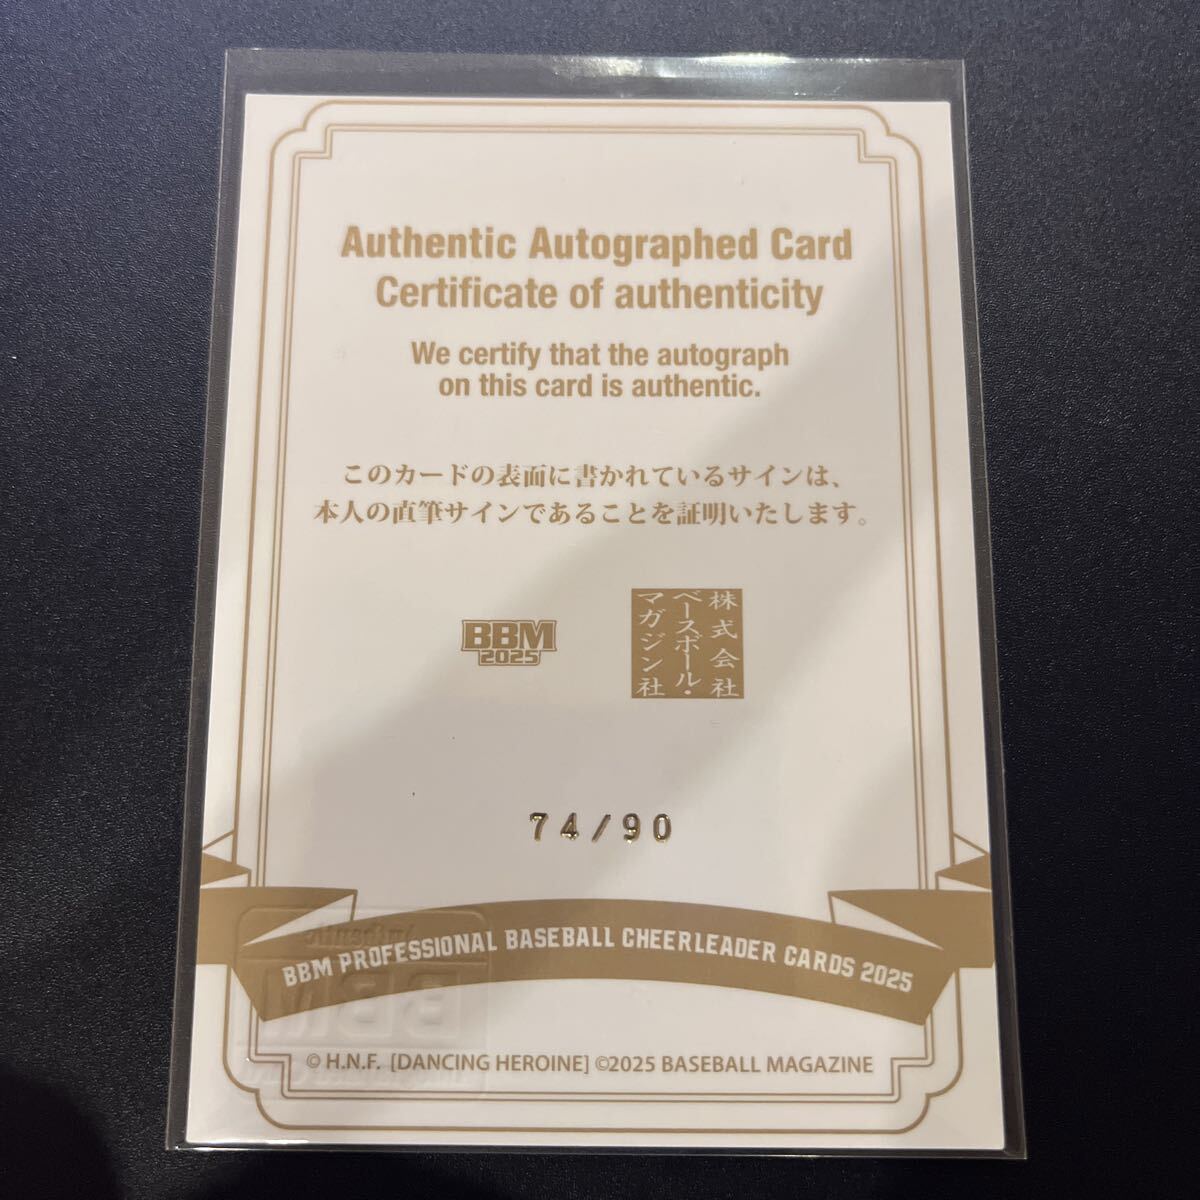 Authentic Autographed Card
Certificate of authenticity
We certify that the autograph
on this card is authentic.
このカードの表面に書かれているサインは、
本人の直筆サインであることを証明いたします。
BBM
2025
株式会社
ベースボール・
マガジン社
74/90
BBM PROFESSIONAL BASEBALL CHEERLEADER CARDS 2025
© H.N.F. [DANCING HEROINE] ©2025 BASEBALL MAGAZINE